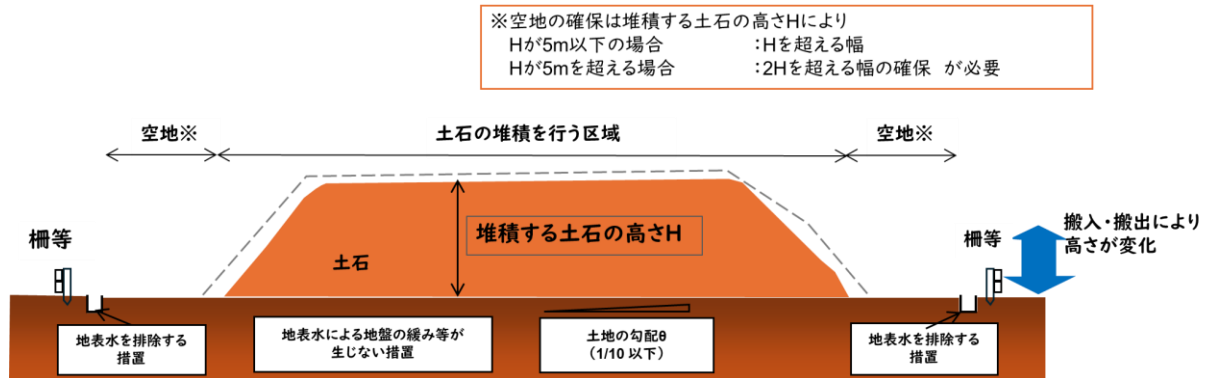 ※空地の確保は堆積する土石の高さHにより
Hが5m以下の場合 :Hを超える幅
Hが5mを超える場合 :2Hを超える幅の確保 が必要
空地※
土石の堆積を行う区域
空地※
堆積する土石の高さH
土石
柵等
柵等
搬入・搬出により
高さが変化
地表水を排除する
措置
地表水による地盤の緩み等が
生じない措置
土地の勾配θ
(1/10 以下)
地表水を排除する
措置